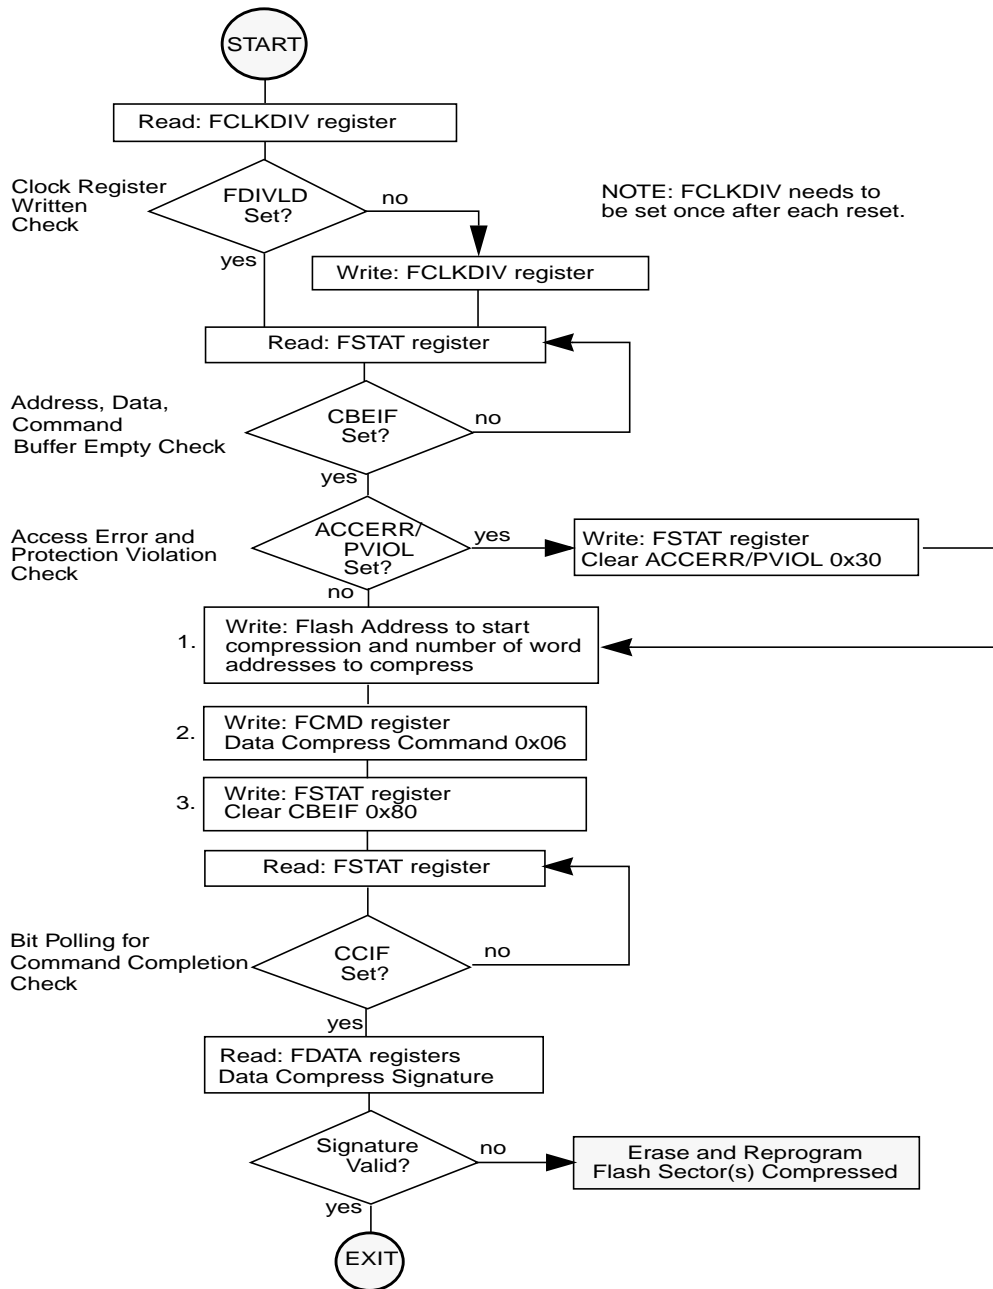 START
Read: FCLKDIV register
Clock Register
Written
Check
FDIVLD
Set?
no
NOTE: FCLKDIV needs to
be set once after each reset.
yes
Write: FCLKDIV register
Read: FSTAT register
Address, Data,
Command
Buffer Empty Check
CBEIF
Set?
no
yes
Access Error and
Protection Violation
Check
ACCERR/
PVIOL
Set?
yes
Write: FSTAT register
Clear ACCERR/PVIOL 0x30
no
1.
Write: Flash Address to start
compression and number of word
addresses to compress
2.
Write: FCMD register
Data Compress Command 0x06
3.
Write: FSTAT register
Clear CBEIF 0x80
Read: FSTAT register
Bit Polling for
Command Completion
Check
CCIF
Set?
no
yes
Read: FDATA registers
Data Compress Signature
Signature
Valid?
no
Erase and Reprogram
Flash Sector(s) Compressed
yes
EXIT